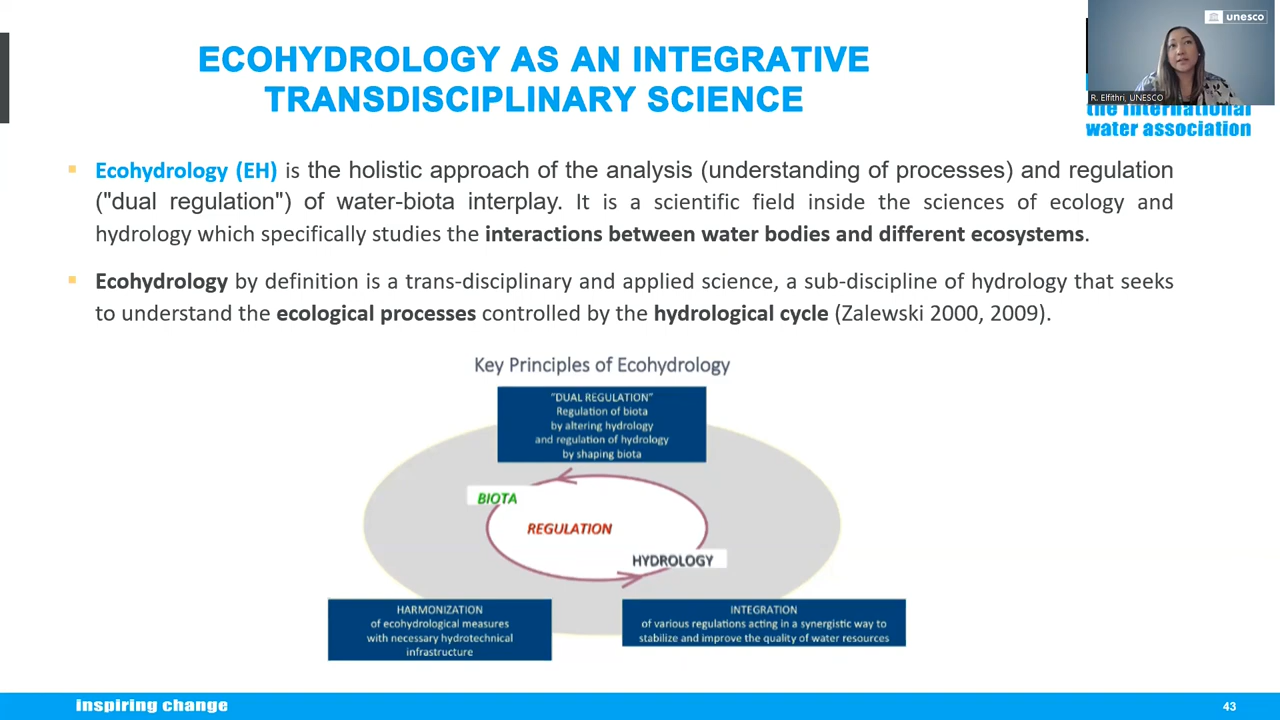 unesco
R. Elfithri, UNESCO
the international
water association
ECOHYDROLOGY AS AN INTEGRATIVE
TRANSDISCIPLINARY SCIENCE
Ecohydrology (EH) is the holistic approach of the analysis (understanding of processes) and regulation
("dual regulation") of water-biota interplay. It is a scientific field inside the sciences of ecology and
hydrology which specifically studies the interactions between water bodies and different ecosystems.
Ecohydrology by definition is a trans-disciplinary and applied science, a sub-discipline of hydrology that seeks
to understand the ecological processes controlled by the hydrological cycle (Zalewski 2000, 2009).
Key Principles of Ecohydrology
"DUAL REGULATION"
Regulation of biota
by altering hydrology
and regulation of hydrology
by shaping biota
BIOTA
REGULATION
HYDROLOGY
HARMONIZATION
of ecohydrological measures
with necessary hydrotechnical
infrastructure
INTEGRATION
of various regulations acting in a synergistic way to
stabilize and improve the quality of water resources
inspiring change
43